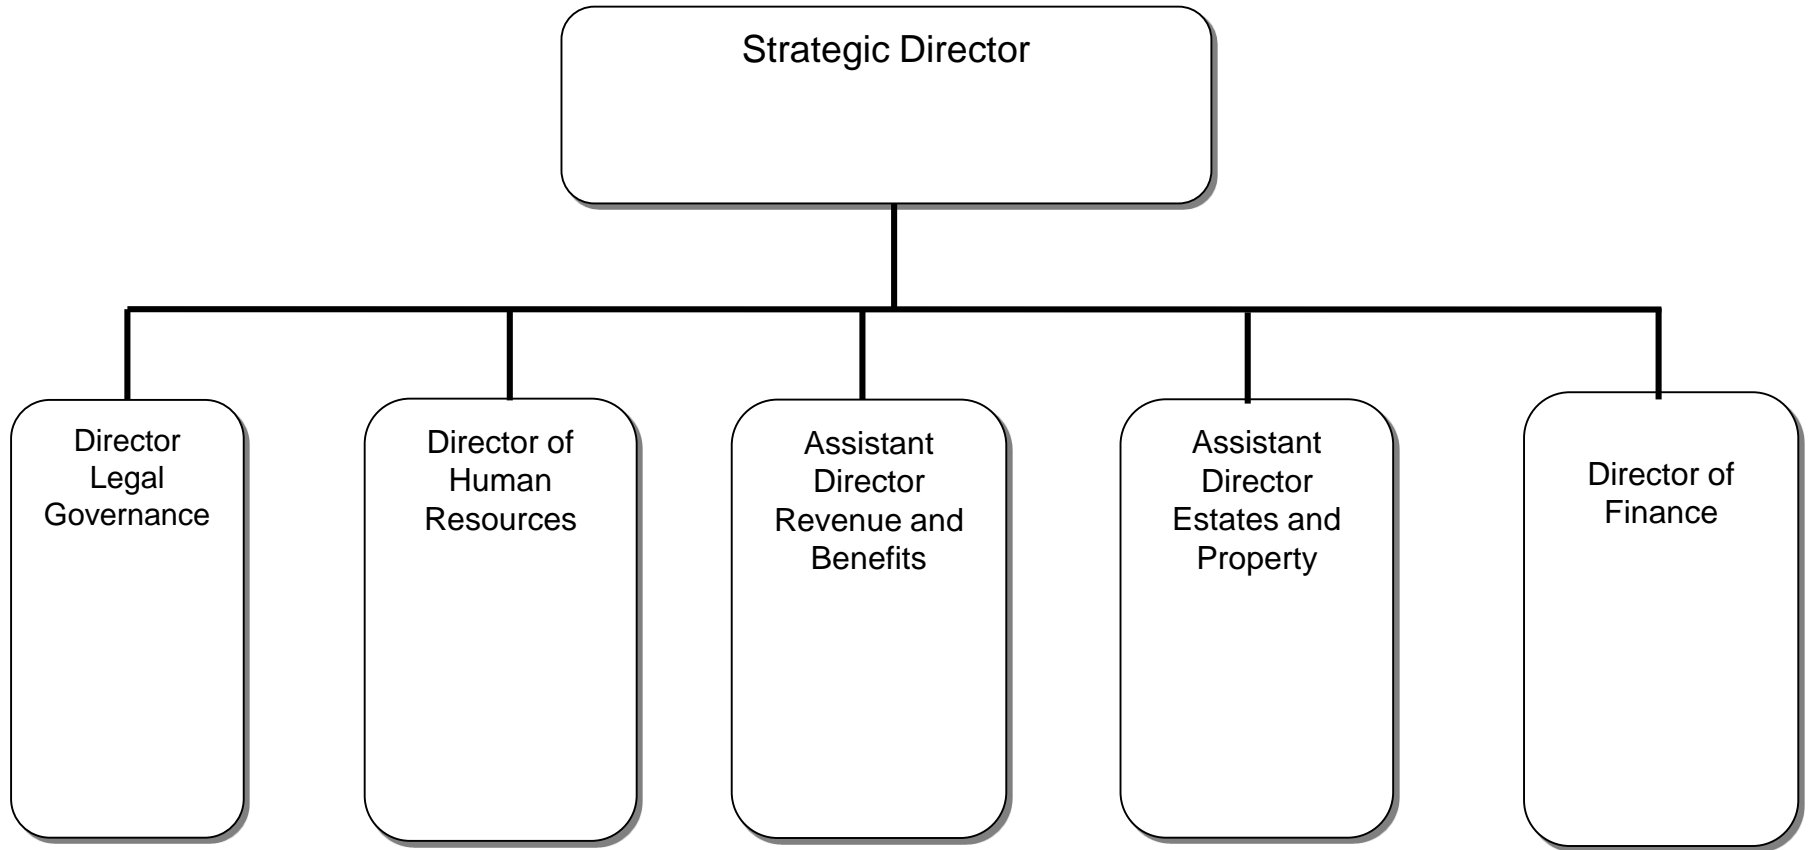 Strategic Director
Director
Legal
Governance
Director of
Human
Resources
Assistant
Director
Revenue and
Benefits
Assistant
Director
Estates and
Property
Director of
Finance